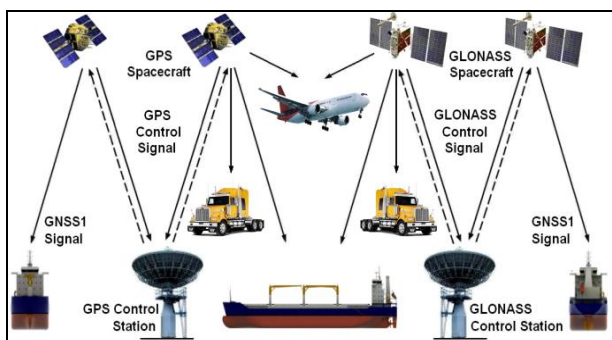 GPS
Spacecraft
GLONASS
Spacecraft
GPS
Control
Signal
GLONASS
Control
Signal
GNSS1
Signal
GNSS1
Signal
GPS Control
Station
GLONASS
Control Station